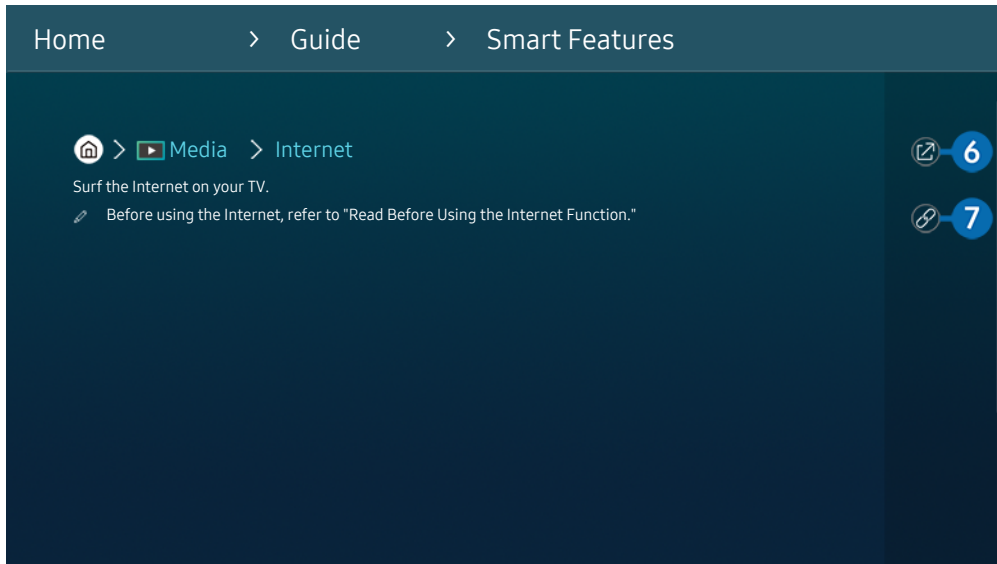 Home > Guide > Smart Features
> Media > Internet
6
Surf the Internet on your TV.
Before using the Internet, refer to "Read Before Using the Internet Function."
7